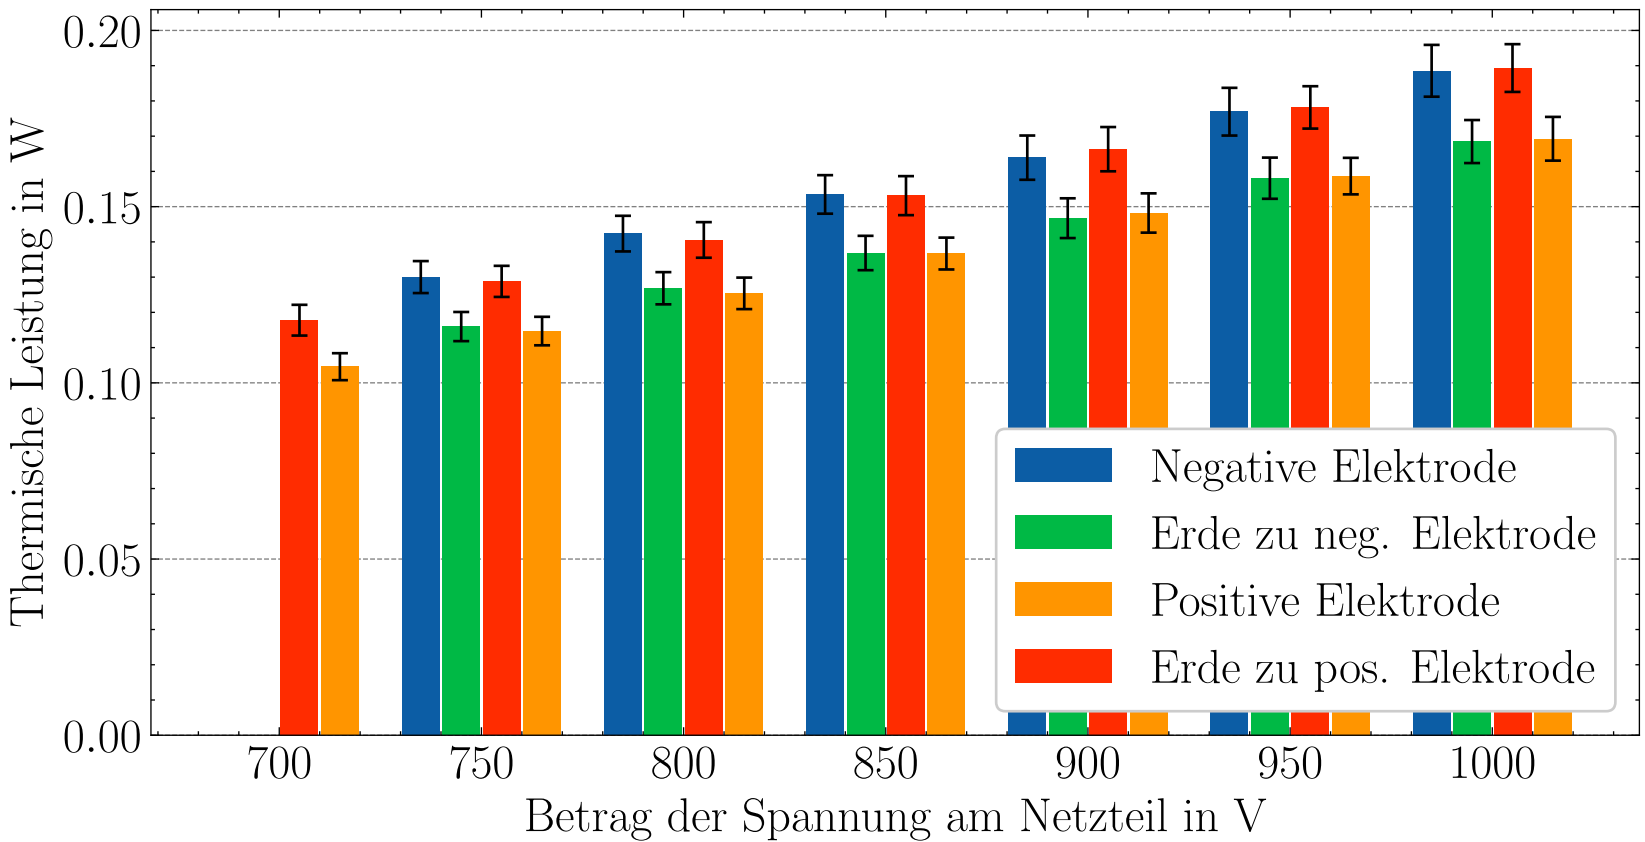 Thermische Leistung in W
0.20
0.15
0.10
0.05
0.00
Negative Elektrode
Erde zu neg. Elektrode
Positive Elektrode
Erde zu pos. Elektrode
700 750 800 850 900 950 1000
Betrag der Spannung am Netzteil in V